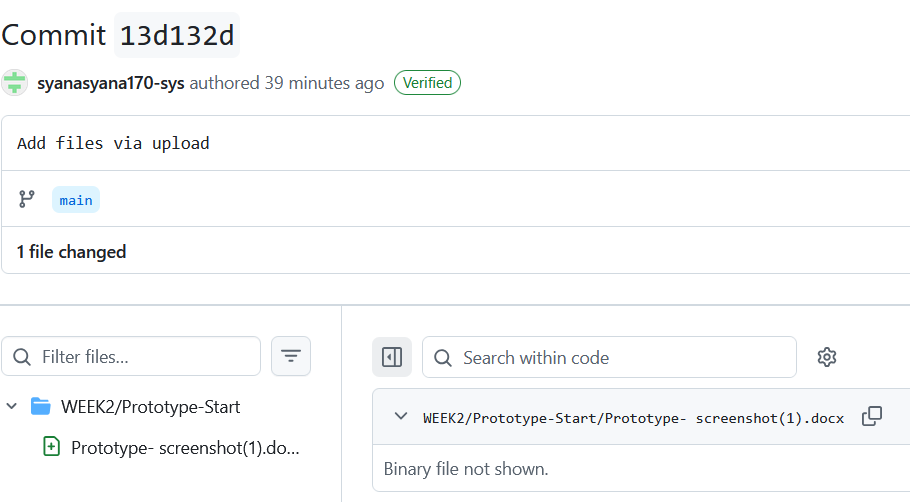 Commit 13d132d
syanasyana170-sys authored 39 minutes ago Verified
Add files via upload
main
1 file changed
Filter files...
WEEK2/Prototype-Start
Prototype- screenshot(1).do...
Search within code
WEEK2/Prototype-Start/Prototype- screenshot(1).docx
Binary file not shown.